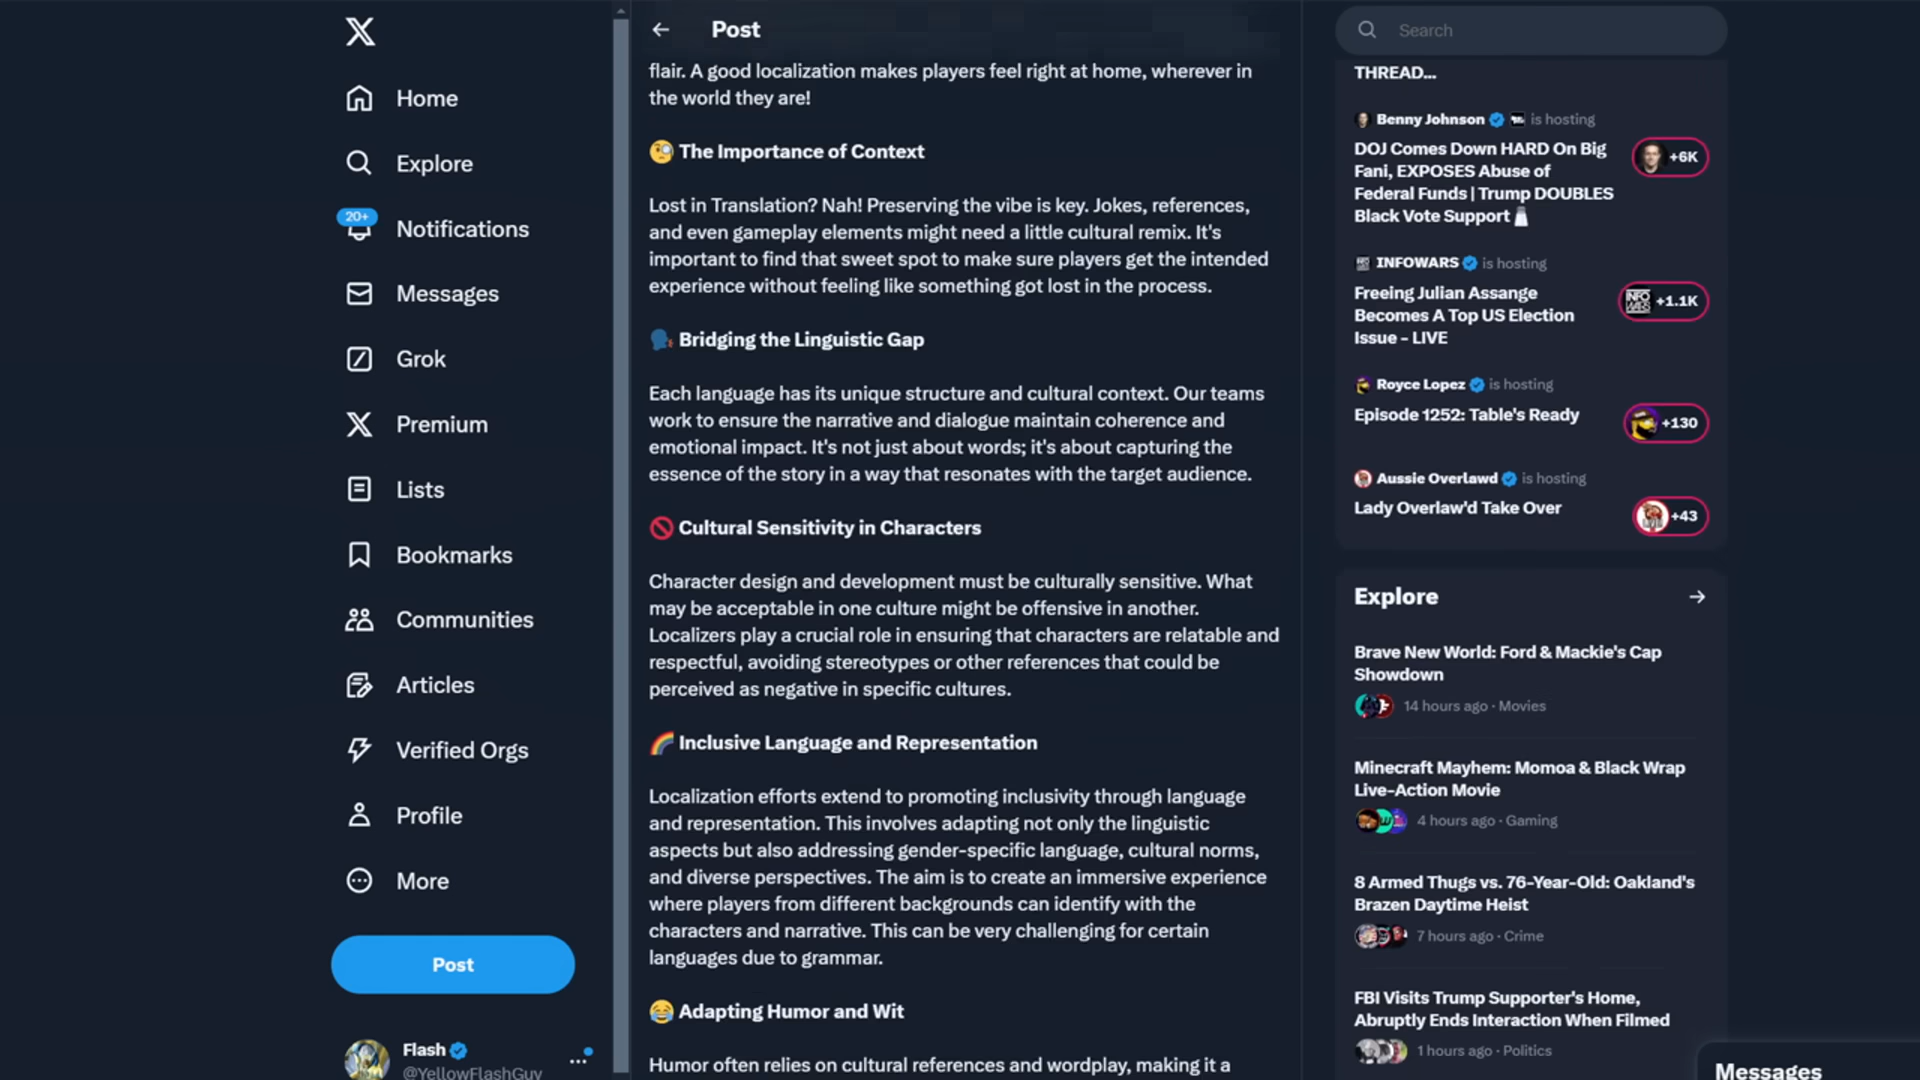 Home
Explore
20+
Notifications
Messages
Grok
Premium
Lists
Bookmarks
Communities
Articles
Verified Orgs
Profile
More
Post
Flash
@YellowFlashGuy
Post
flair. A good localization makes players feel right at home, wherever in
the world they are!
🧐 The Importance of Context
Lost in Translation? Nah! Preserving the vibe is key. Jokes, references,
and even gameplay elements might need a little cultural remix. It's
important to find that sweet spot to make sure players get the intended
experience without feeling like something got lost in the process.
🗣️ Bridging the Linguistic Gap
Each language has its unique structure and cultural context. Our teams
work to ensure the narrative and dialogue maintain coherence and
emotional impact. It's not just about words; it's about capturing the
essence of the story in a way that resonates with the target audience.
🚫 Cultural Sensitivity in Characters
Character design and development must be culturally sensitive. What
may be acceptable in one culture might be offensive in another.
Localizers play a crucial role in ensuring that characters are relatable and
respectful, avoiding stereotypes or other references that could be
perceived as negative in specific cultures.
🌈 Inclusive Language and Representation
Localization efforts extend to promoting inclusivity through language
and representation. This involves adapting not only the linguistic
aspects but also addressing gender-specific language, cultural norms,
and diverse perspectives. The aim is to create an immersive experience
where players from different backgrounds can identify with the
characters and narrative. This can be very challenging for certain
languages due to grammar.
😂 Adapting Humor and Wit
Humor often relies on cultural references and wordplay, making it a
Search
THREAD...
Benny Johnson is hosting
DOJ Comes Down HARD On Big
Fani, EXPOSES Abuse of
Federal Funds | Trump DOUBLES
Black Vote Support
+6K
INFOWARS is hosting
Freeing Julian Assange
Becomes A Top US Election
Issue - LIVE
INFO
WARS
+1.1K
Royce Lopez is hosting
Episode 1252: Table's Ready
+130
Aussie Overlawd is hosting
Lady Overlaw'd Take Over
+43
Explore
Brave New World: Ford & Mackie's Cap
Showdown
14 hours ago · Movies
Minecraft Mayhem: Momoa & Black Wrap
Live-Action Movie
4 hours ago · Gaming
8 Armed Thugs vs. 76-Year-Old: Oakland's
Brazen Daytime Heist
7 hours ago · Crime
FBI Visits Trump Supporter's Home,
Abruptly Ends Interaction When Filmed
1 hours ago · Politics
Messages